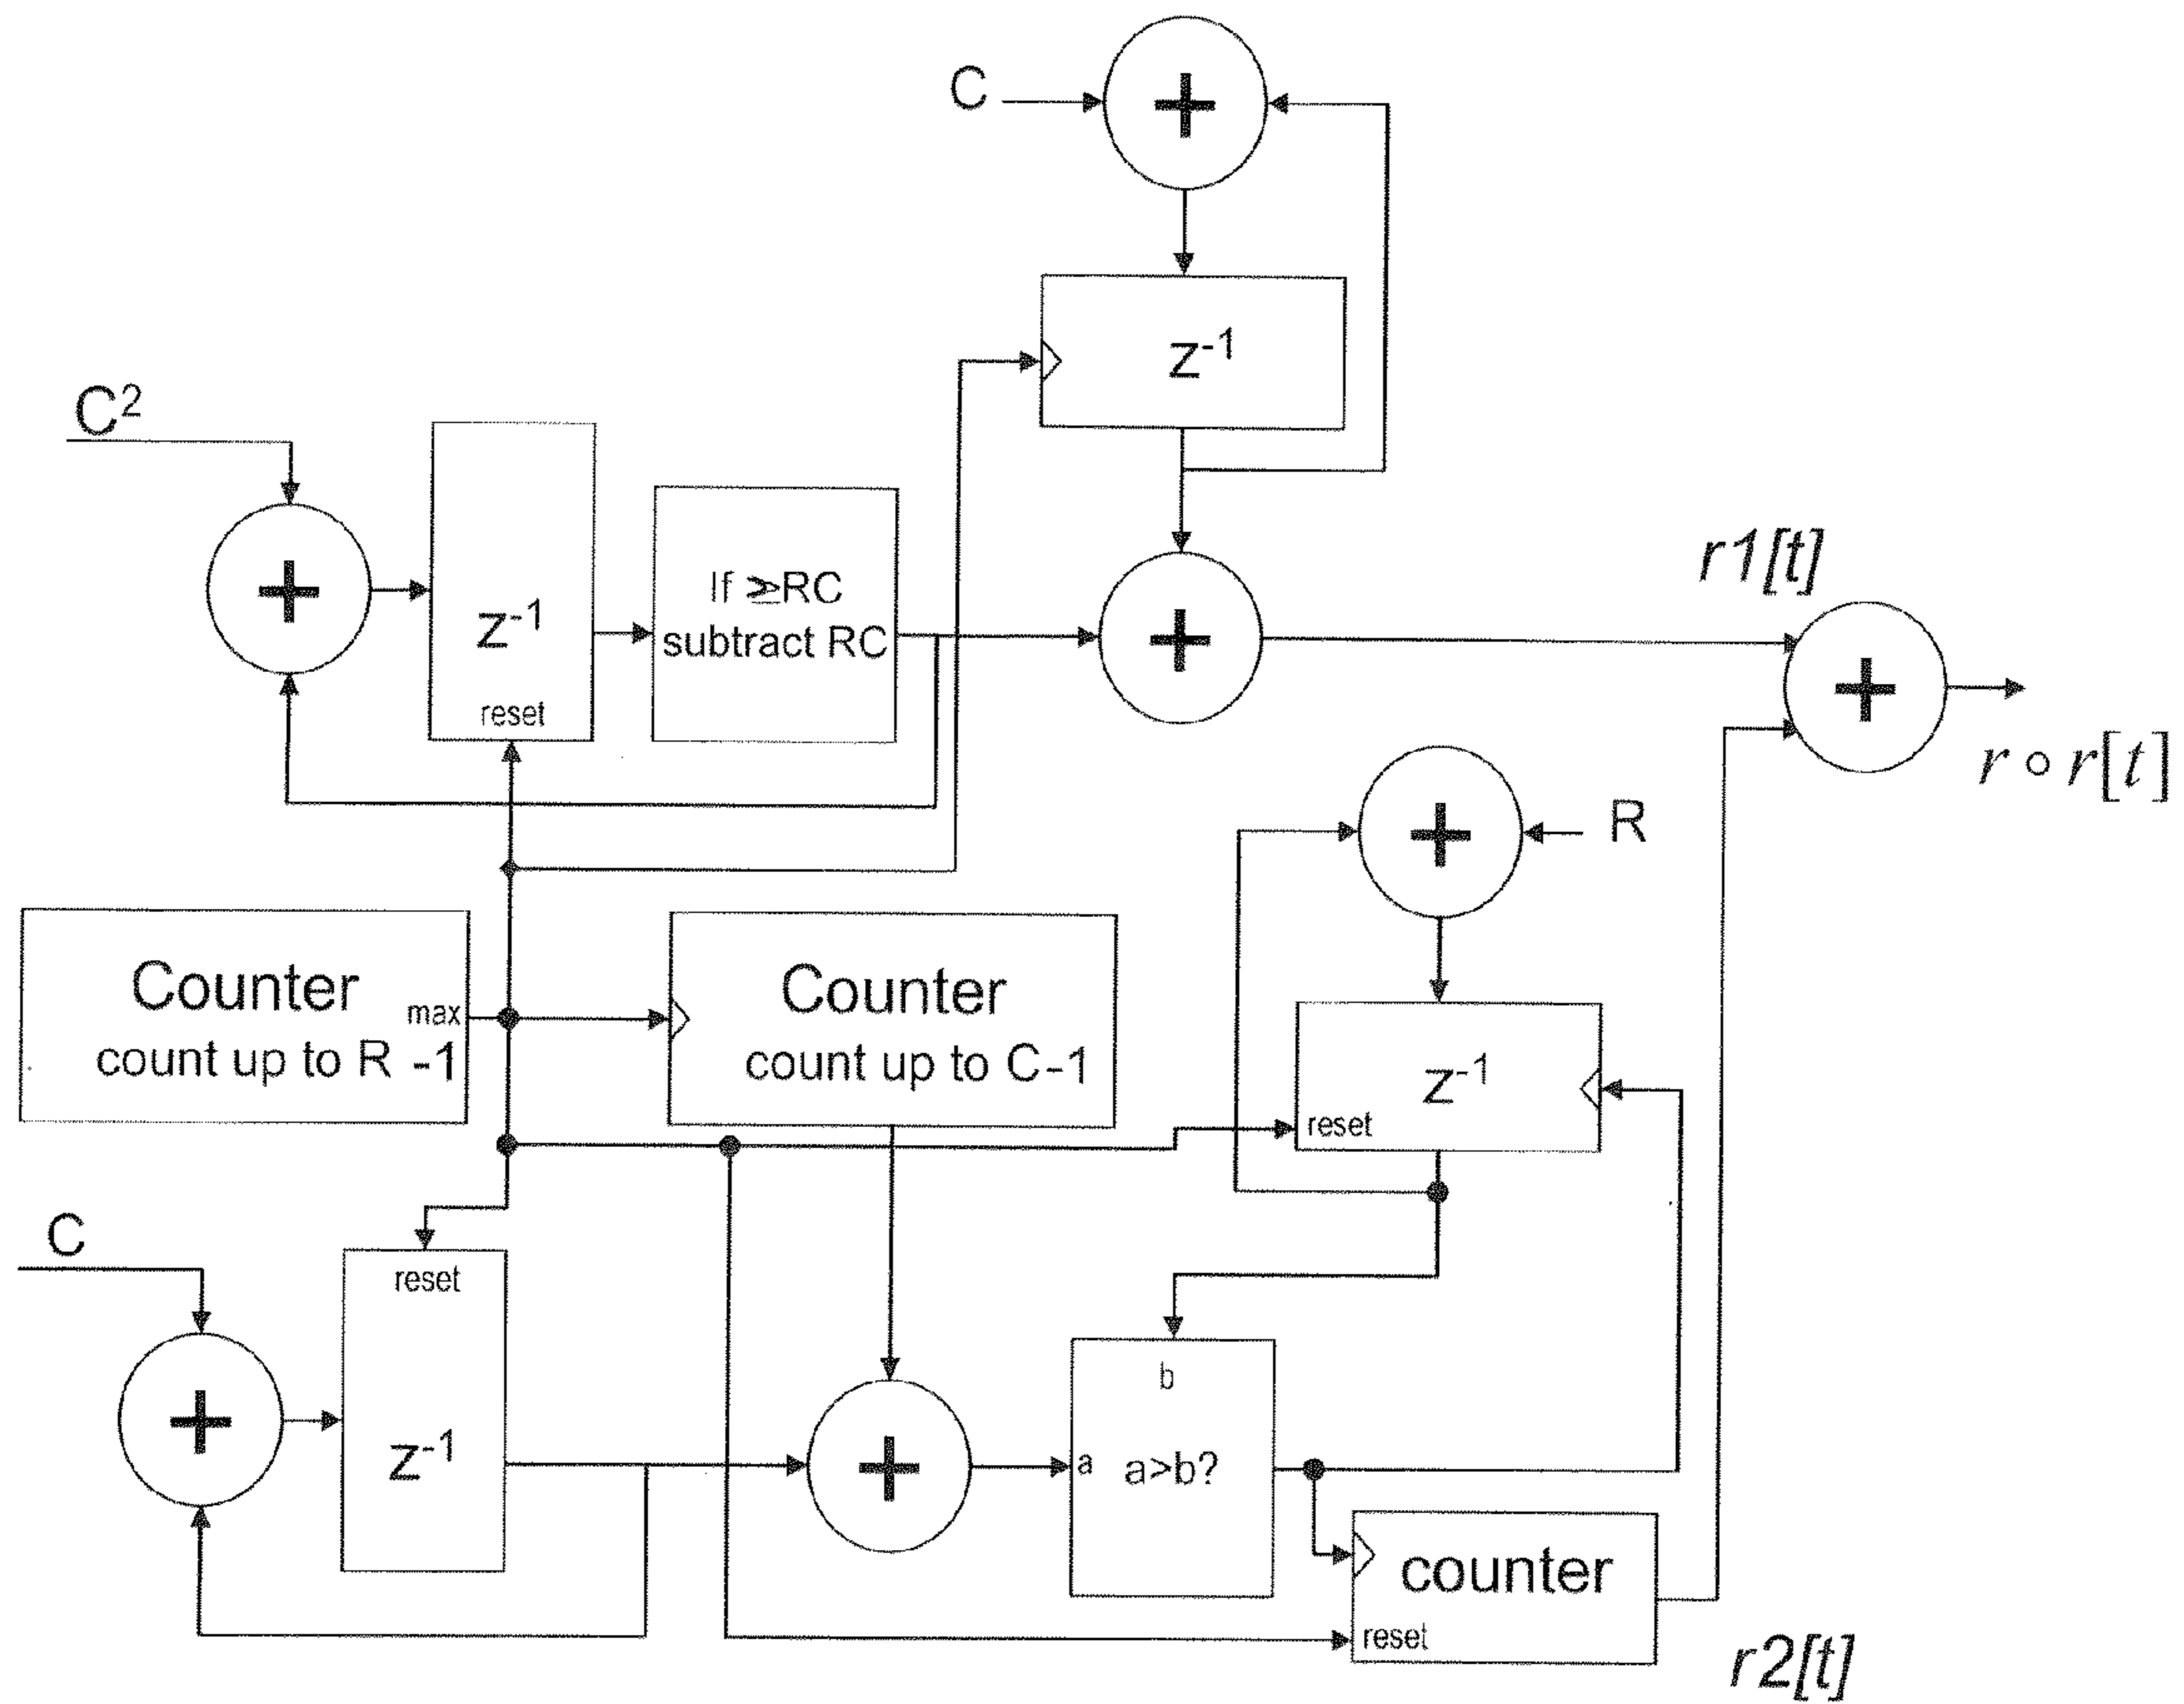 C
+
z⁻¹
C²
+
z⁻¹
reset
If ≥RC
subtract RC
+
r1[t]
+
r ∘ r[t]
+
R
Counter
max
count up to R -1
Counter
count up to C-1
z⁻¹
reset
C
reset
+
z⁻¹
+
b
a
a>b?
counter
reset
r2[t]